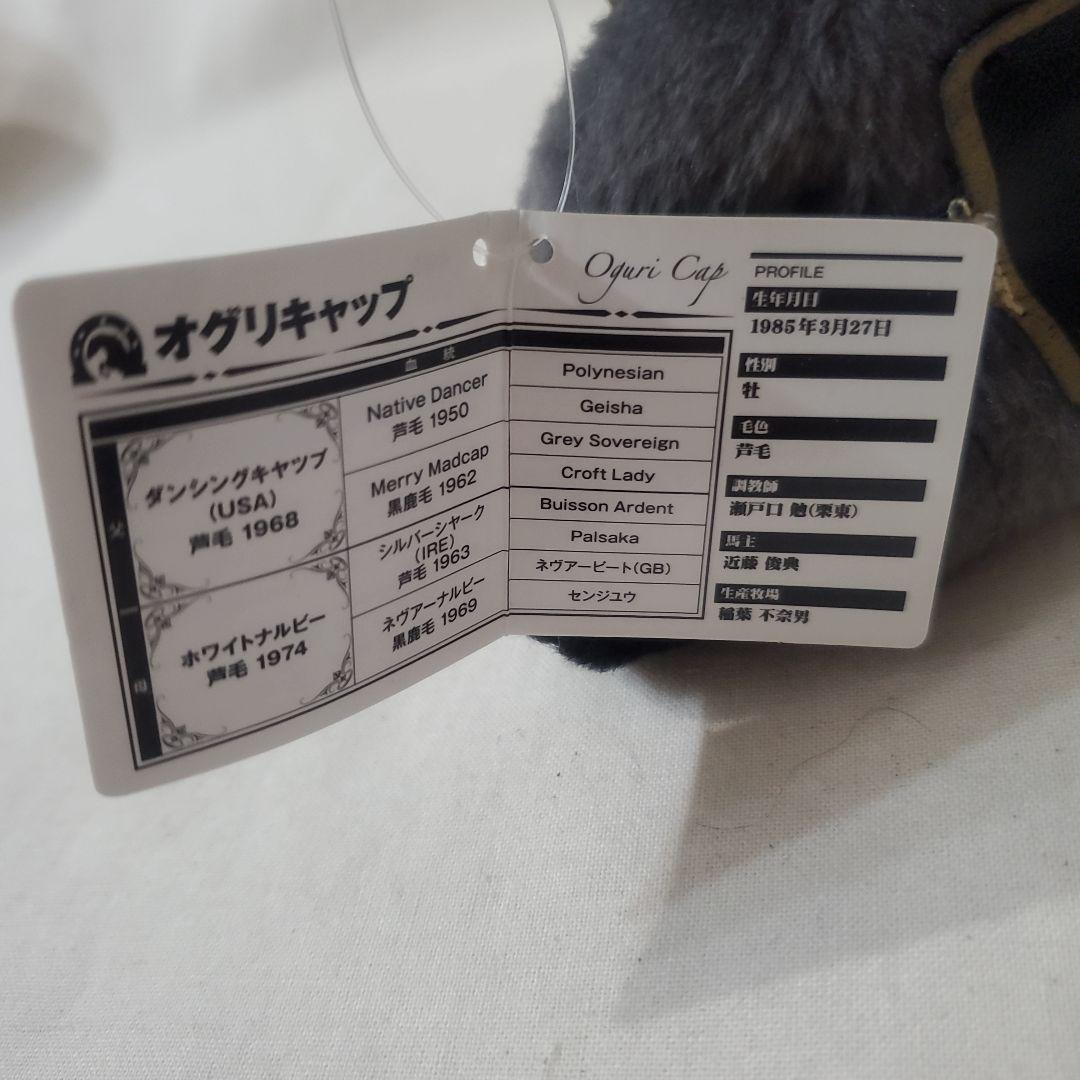 オグリキャップ
血 統
父
ダンシングキヤツプ
(USA)
芦毛 1968
母
ホワイトナルビー
芦毛 1974
Native Dancer
芦毛 1950
Merry Madcap
黒鹿毛 1962
シルバーシヤーク
(IRE)
芦毛 1963
ネヴアーナルビー
黒鹿毛 1969
Polynesian
Geisha
Grey Sovereign
Croft Lady
Buisson Ardent
Palsaka
ネヴアービート(GB)
センジユウ
Oguri Cap
PROFILE
生年月日
1985年3月27日
性別
牡
毛色
芦毛
調教師
瀬戸口 勉(栗東)
馬主
近藤 俊典
生産牧場
稲葉 不奈男